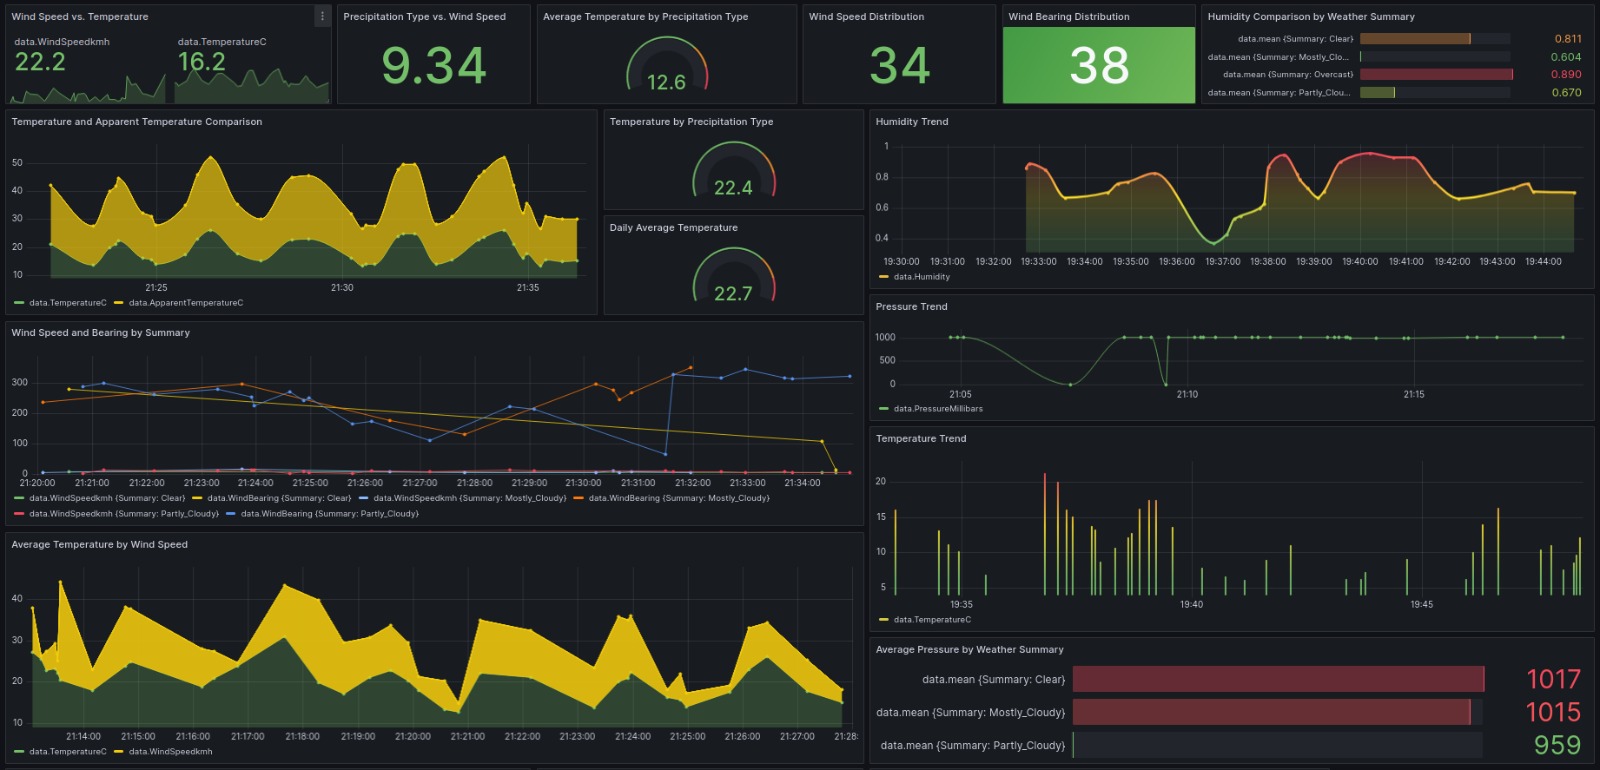 Wind Speed vs. Temperature
data.WindSpeedkmh
22.2
data.TemperatureC
16.2
Precipitation Type vs. Wind Speed
9.34
Average Temperature by Precipitation Type
12.6
Wind Speed Distribution
34
Wind Bearing Distribution
38
Humidity Comparison by Weather Summary
data.mean {Summary: Clear} 0.811
data.mean {Summary: Mostly_Clo... 0.604
data.mean {Summary: Overcast} 0.890
data.mean {Summary: Partly_Clou... 0.670
Temperature and Apparent Temperature Comparison
50
40
30
20
10
21:25 21:30 21:35
data.TemperatureC data.ApparentTemperatureC
Temperature by Precipitation Type
22.4
Daily Average Temperature
22.7
Humidity Trend
1
0.8
0.6
0.4
19:30:00 19:31:00 19:32:00 19:33:00 19:34:00 19:35:00 19:36:00 19:37:00 19:38:00 19:39:00 19:40:00 19:41:00 19:42:00 19:43:00 19:44:00
data.Humidity
Pressure Trend
1000
500
0
21:05 21:10 21:15
data.PressureMillibars
Wind Speed and Bearing by Summary
300
200
100
0
21:20:00 21:21:00 21:22:00 21:23:00 21:24:00 21:25:00 21:26:00 21:27:00 21:28:00 21:29:00 21:30:00 21:31:00 21:32:00 21:33:00 21:34:00
data.WindSpeedkmh {Summary: Clear} data.WindBearing {Summary: Clear} data.WindSpeedkmh {Summary: Mostly_Cloudy} data.WindBearing {Summary: Mostly_Cloudy}
data.WindSpeedkmh {Summary: Partly_Cloudy} data.WindBearing {Summary: Partly_Cloudy}
Temperature Trend
20
15
10
5
19:35 19:40 19:45
data.TemperatureC
Average Temperature by Wind Speed
40
30
20
10
21:14:00 21:15:00 21:16:00 21:17:00 21:18:00 21:19:00 21:20:00 21:21:00 21:22:00 21:23:00 21:24:00 21:25:00 21:26:00 21:27:00 21:28:
data.TemperatureC data.WindSpeedkmh
Average Pressure by Weather Summary
data.mean {Summary: Clear} 1017
data.mean {Summary: Mostly_Cloudy} 1015
data.mean {Summary: Partly_Cloudy} 959